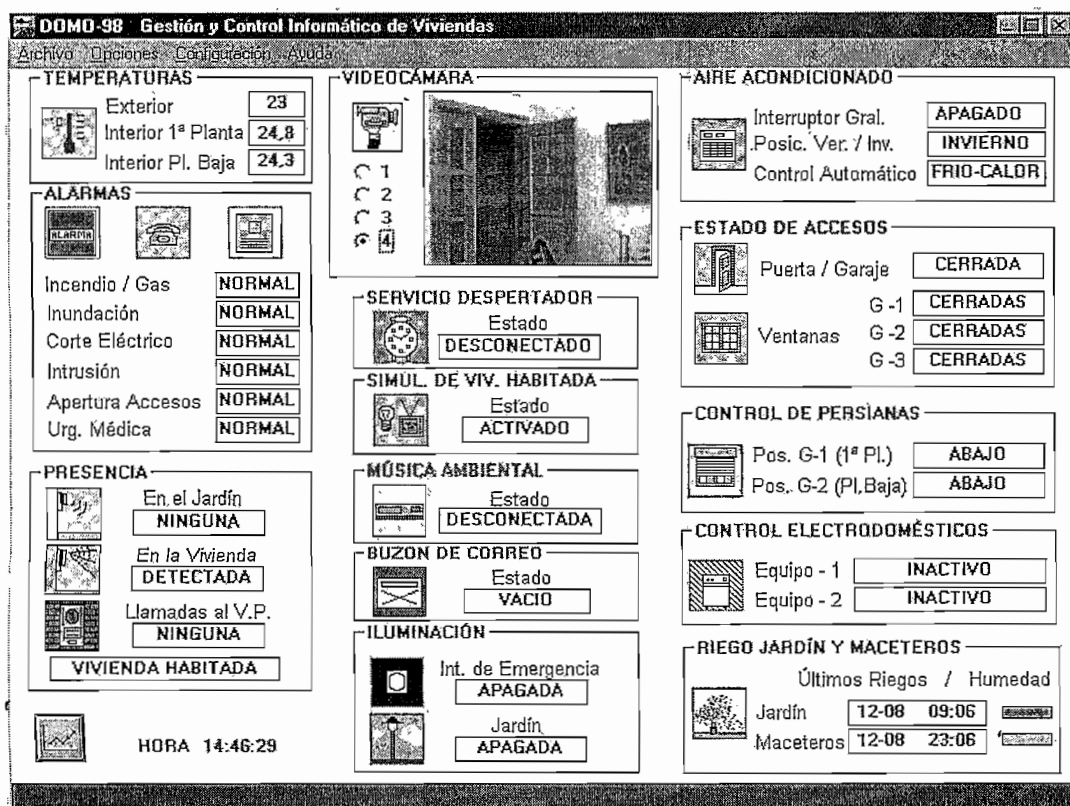 DOMO-98 Gestión y Control Informático de Viviendas
Archivo Opciones Configuración Ayuda
TEMPERATURAS
Exterior 23
Interior 1ª Planta 24,8
Interior Pl. Baja 24,3
ALARMAS
ALARMA
Incendio / Gas NORMAL
Inundación NORMAL
Corte Eléctrico NORMAL
Intrusión NORMAL
Apertura Accesos NORMAL
Urg. Médica NORMAL
PRESENCIA
En el Jardín
NINGUNA
En la Vivienda
DETECTADA
Llamadas al V.P.
NINGUNA
VIVIENDA HABITADA
HORA 14:46:29
VIDEOCÁMARA
1
2
3
4
SERVICIO DESPERTADOR
Estado
DESCONECTADO
SIMUL. DE VIV. HABITADA
Estado
ACTIVADO
MÚSICA AMBIENTAL
Estado
DESCONECTADA
BUZON DE CORREO
Estado
VACIO
ILUMINACIÓN
Int. de Emergencia
APAGADA
Jardín
APAGADA
AIRE ACONDICIONADO
Interruptor Gral. APAGADO
Posic. Ver. / Inv. INVIERNO
Control Automático FRIO-CALOR
ESTADO DE ACCESOS
Puerta / Garaje CERRADA
G -1 CERRADAS
Ventanas G -2 CERRADAS
G -3 CERRADAS
CONTROL DE PERSIANAS
Pos. G-1 (1ª Pl.) ABAJO
Pos. G-2 (Pl.Baja) ABAJO
CONTROL ELECTRODOMÉSTICOS
Equipo - 1 INACTIVO
Equipo - 2 INACTIVO
RIEGO JARDÍN Y MACETEROS
Últimos Riegos / Humedad
Jardín 12-08 09:06
Maceteros 12-08 23:06